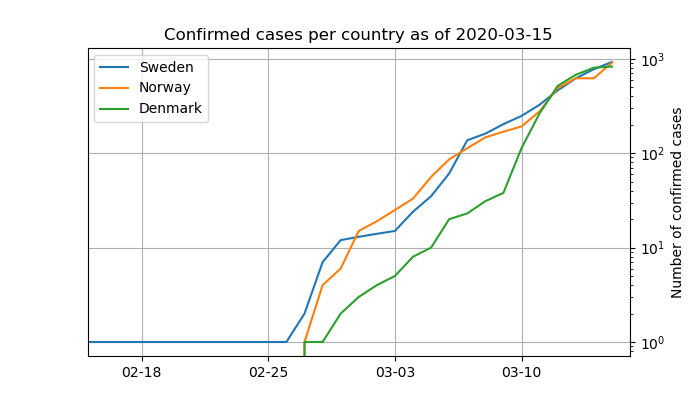 Confirmed cases per country as of 2020-03-15
Sweden
Norway
Denmark
10³
10²
10¹
10⁰
Number of confirmed cases
02-18 02-25 03-03 03-10